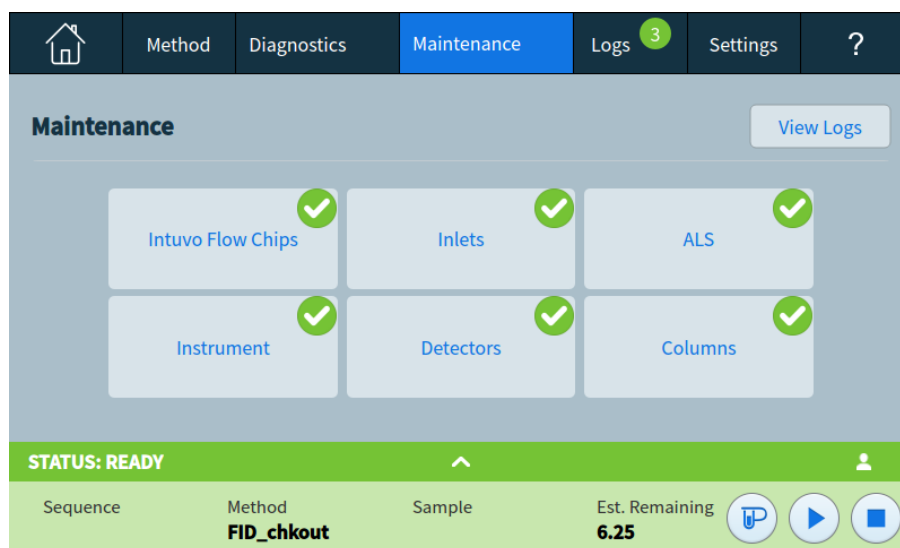 Method Diagnostics Maintenance Logs 3 Settings ?
Maintenance View Logs
Intuvo Flow Chips Inlets ALS
Instrument Detectors Columns
STATUS: READY
Sequence Method Sample Est. Remaining
FID_chkout 6.25